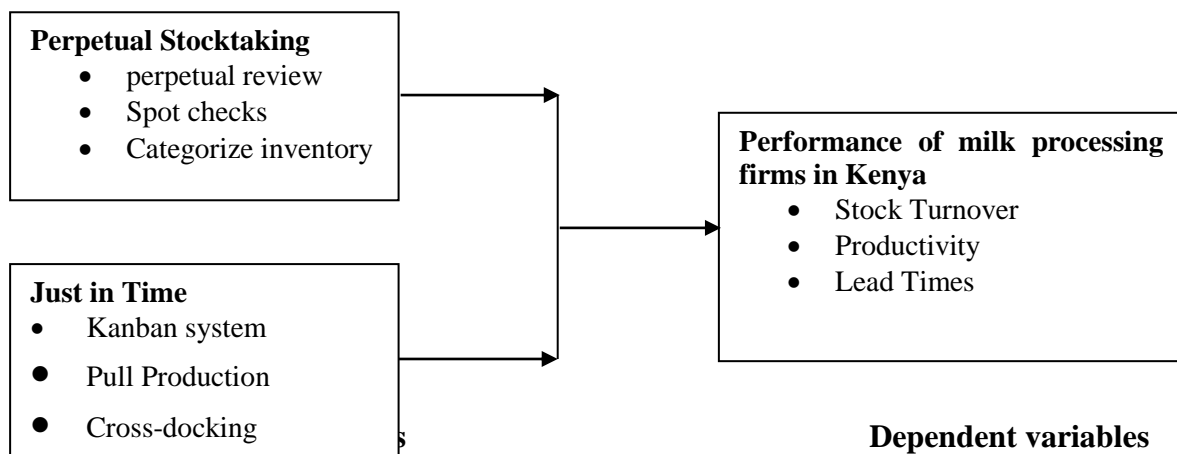 Perpetual Stocktaking
• perpetual review
• Spot checks
• Categorize inventory
Performance of milk processing
firms in Kenya
• Stock Turnover
• Productivity
• Lead Times
Just in Time
• Kanban system
• Pull Production
• Cross-docking
Dependent variables